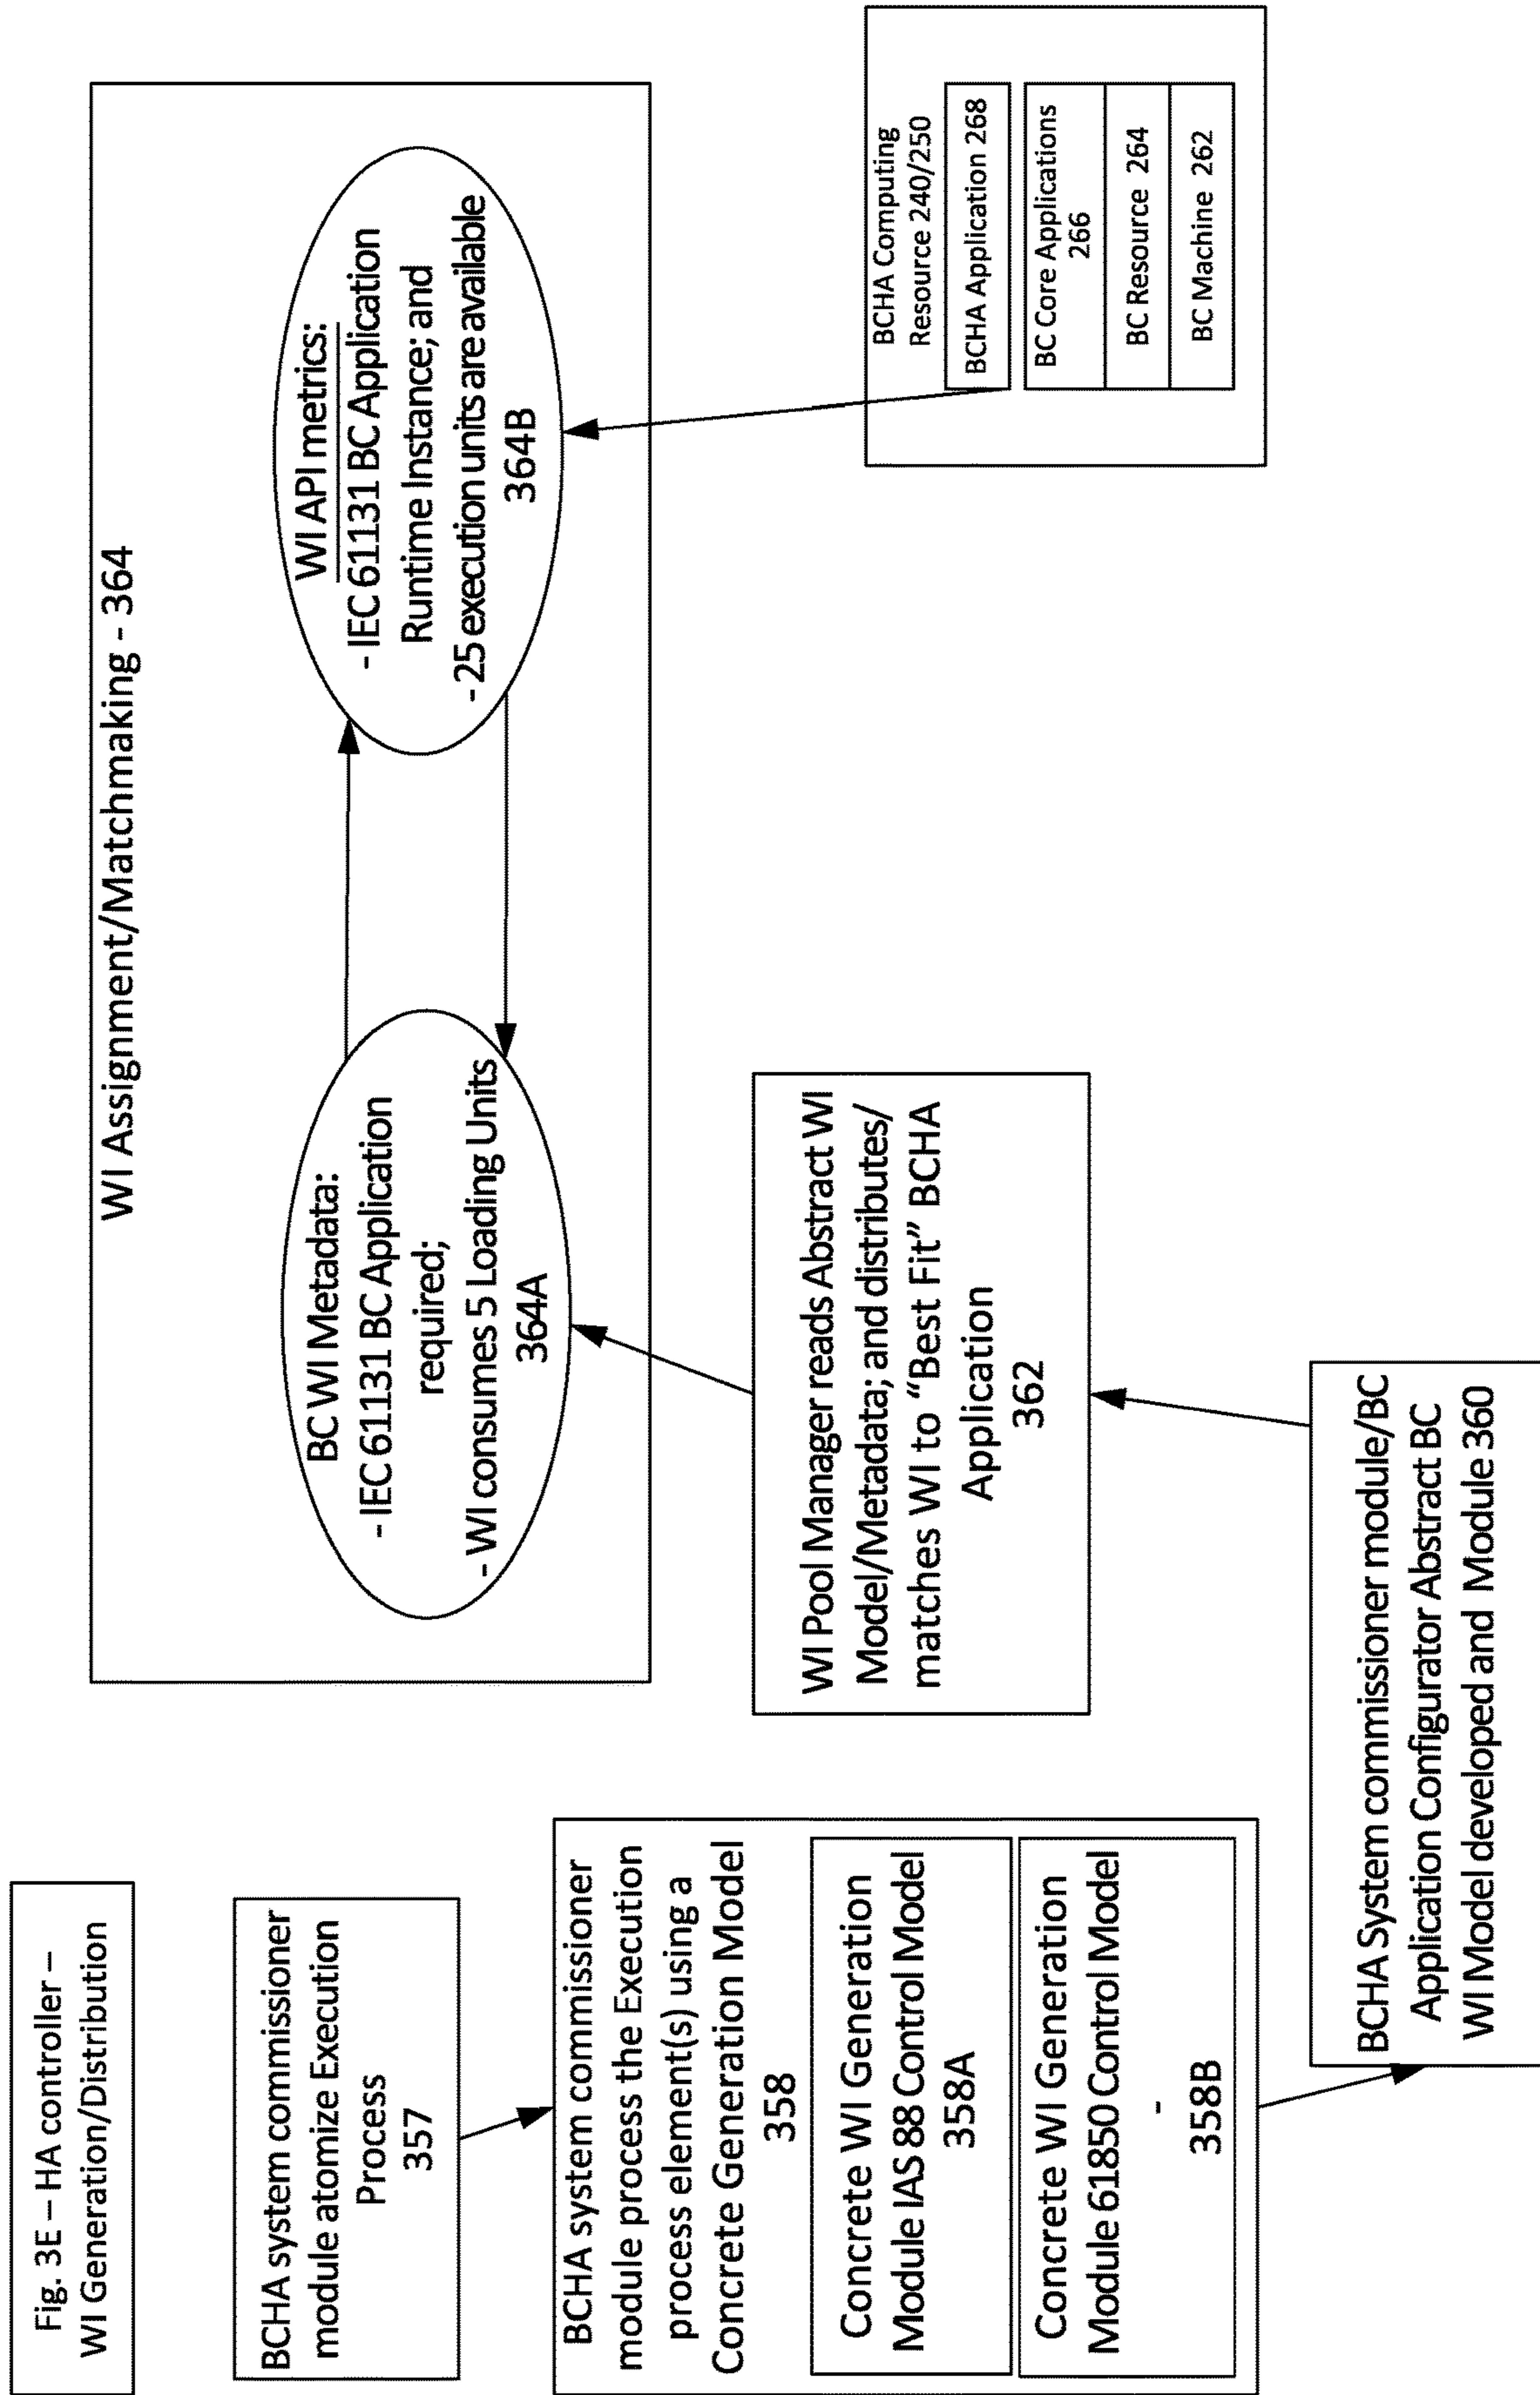 Fig. 3E – HA controller –
WI Generation/Distribution
BCHA system commissioner
module atomize Execution
Process
357
BCHA system commissioner
module process the Execution
process element(s) using a
Concrete Generation Model
358
Concrete WI Generation
Module IAS 88 Control Model
358A
Concrete WI Generation
Module 61850 Control Model
-
358B
BCHA System commissioner module/BC
Application Configurator Abstract BC
WI Model developed and Module 360
WI Pool Manager reads Abstract WI
Model/Metadata; and distributes/
matches WI to “Best Fit” BCHA
Application
362
WI Assignment/Matchmaking - 364
BC WI Metadata:
- IEC 61131 BC Application
required;
- WI consumes 5 Loading Units
364A
WI API metrics:
- IEC 61131 BC Application
Runtime Instance; and
- 25 execution units are available
364B
BCHA Computing
Resource 240/250
BCHA Application 268
BC Core Applications
266
BC Resource 264
BC Machine 262